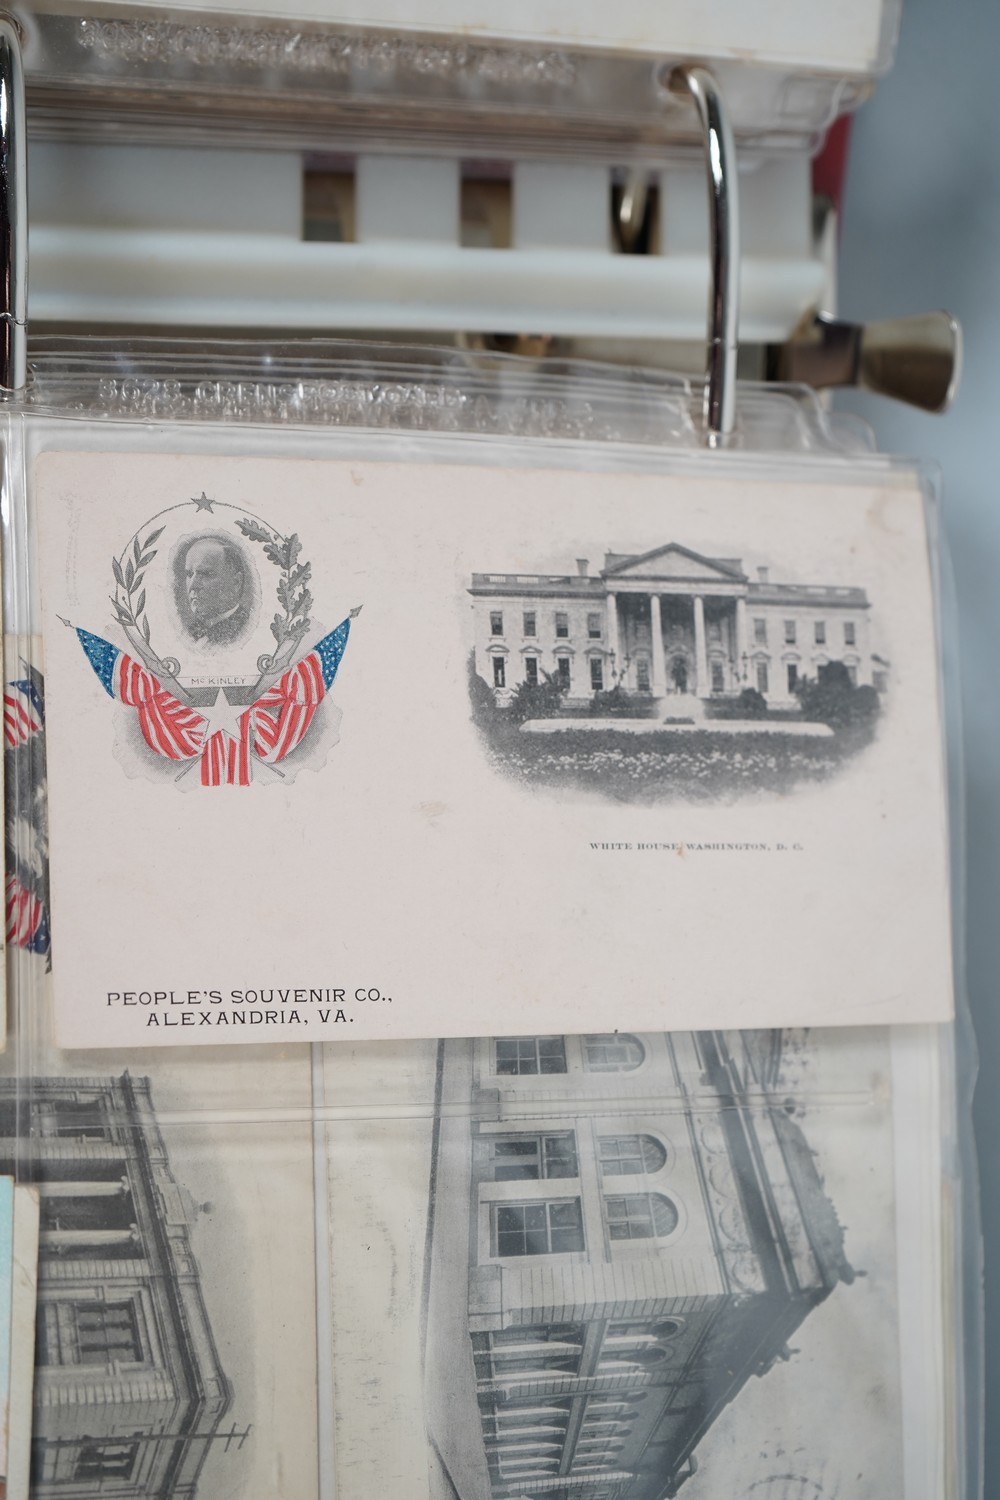 McKINLEY
WHITE HOUSE, WASHINGTON, D. C.
PEOPLE'S SOUVENIR CO.,
ALEXANDRIA, VA.